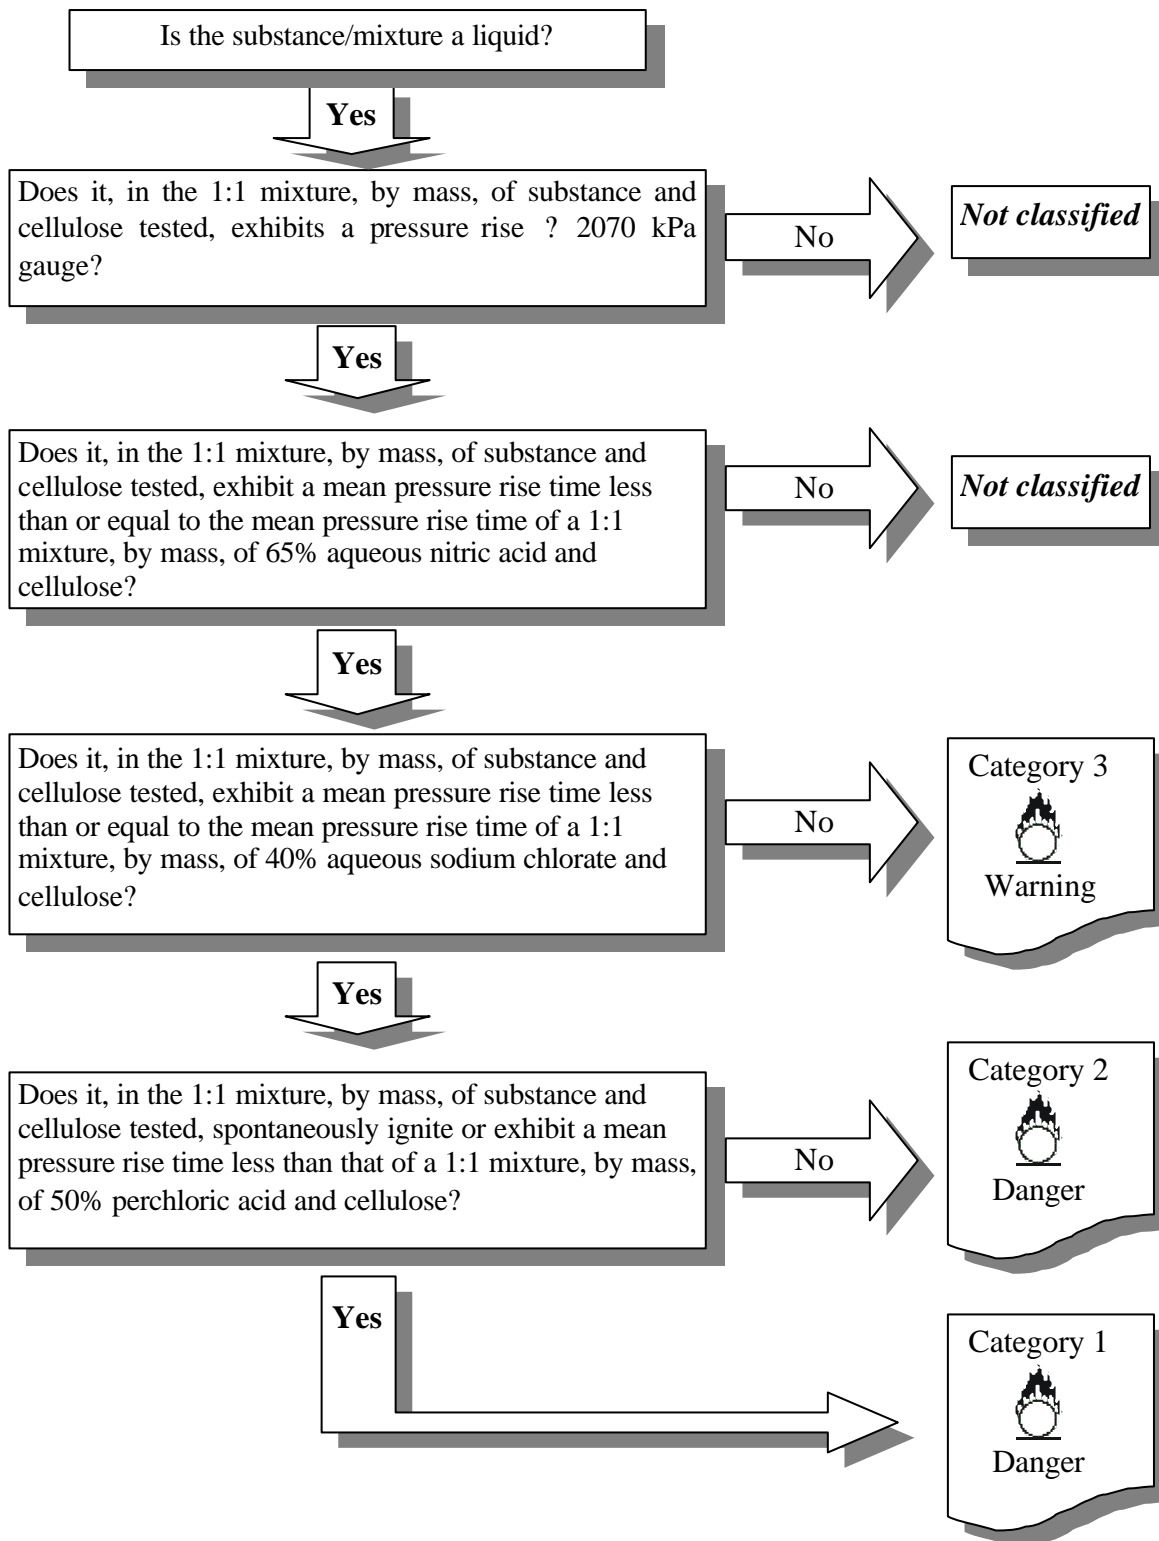 Is the substance/mixture a liquid?
Yes
Does it, in the 1:1 mixture, by mass, of substance and
cellulose tested, exhibits a pressure rise ? 2070 kPa
gauge?
No
Not classified
Yes
Does it, in the 1:1 mixture, by mass, of substance and
cellulose tested, exhibit a mean pressure rise time less
than or equal to the mean pressure rise time of a 1:1
mixture, by mass, of 65% aqueous nitric acid and
cellulose?
No
Not classified
Yes
Does it, in the 1:1 mixture, by mass, of substance and
cellulose tested, exhibit a mean pressure rise time less
than or equal to the mean pressure rise time of a 1:1
mixture, by mass, of 40% aqueous sodium chlorate and
cellulose?
No
Category 3
Warning
Yes
Does it, in the 1:1 mixture, by mass, of substance and
cellulose tested, spontaneously ignite or exhibit a mean
pressure rise time less than that of a 1:1 mixture, by mass,
of 50% perchloric acid and cellulose?
No
Category 2
Danger
Yes
Category 1
Danger